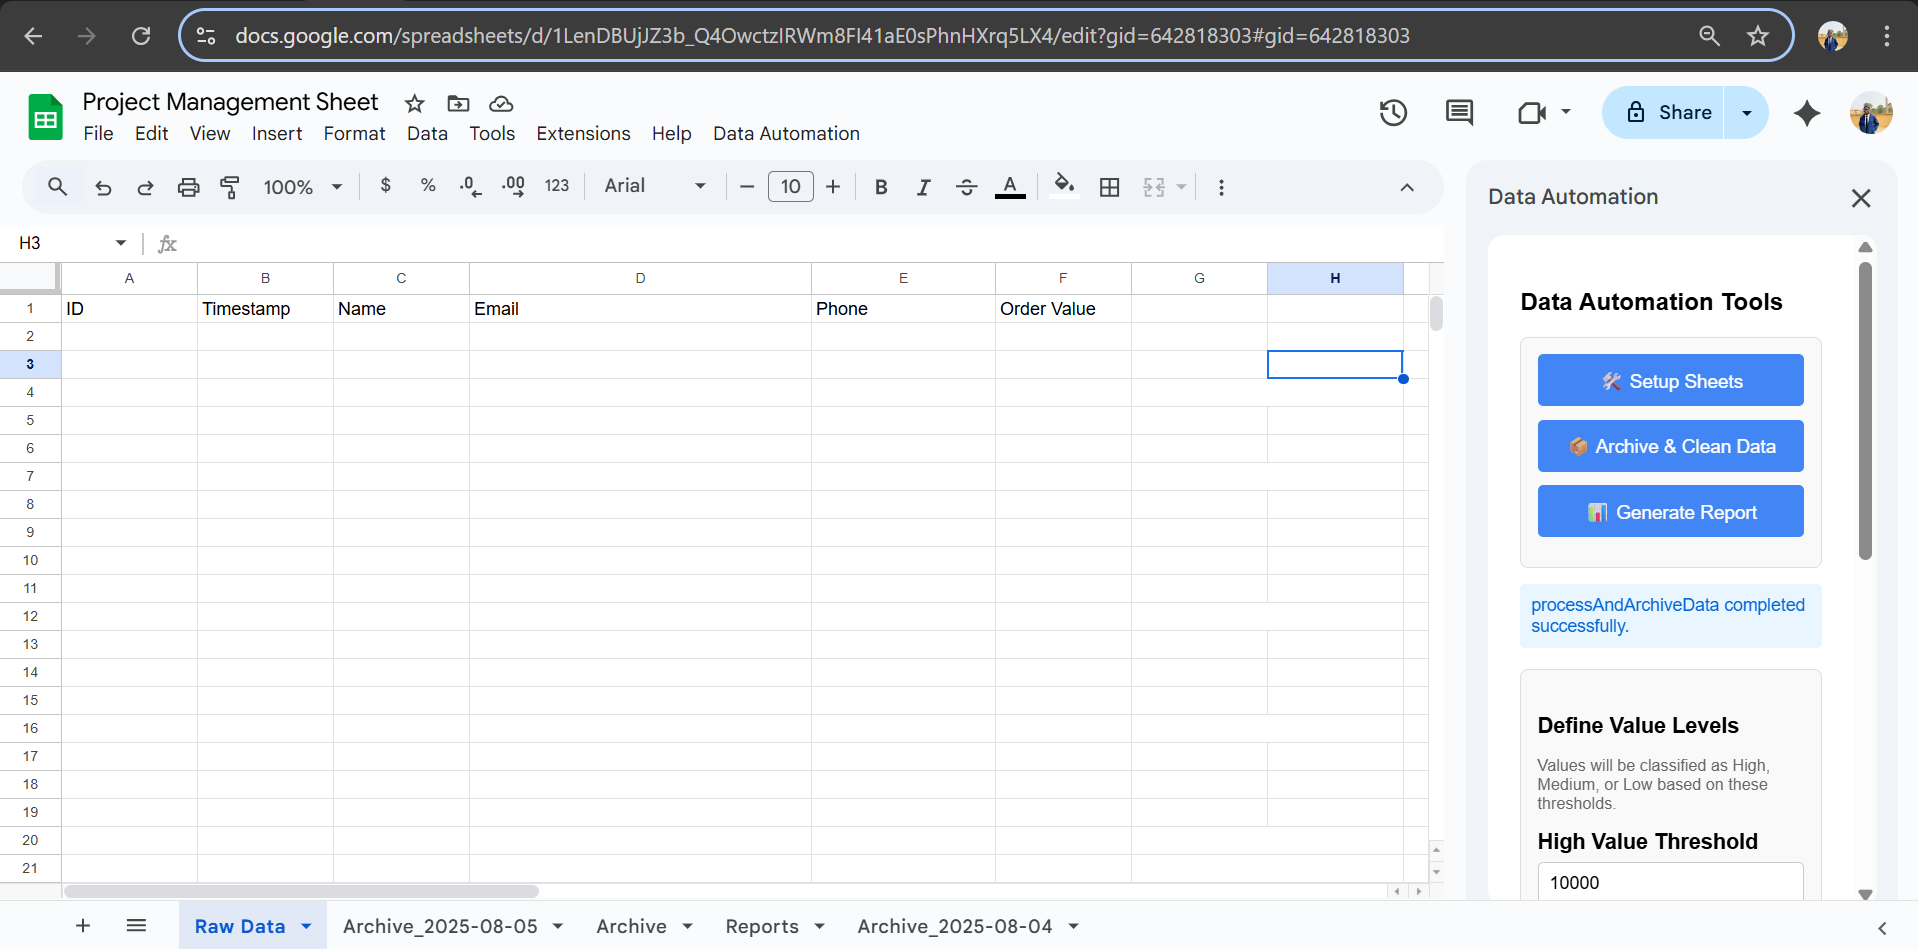 docs.google.com/spreadsheets/d/1LenDBUjJZ3b_Q4OwctzIRWm8FI41aE0sPhnHXrq5LX4/edit?gid=642818303#gid=642818303
Project Management Sheet
File Edit View Insert Format Data Tools Extensions Help Data Automation
Share
100% $ % .0 .00 123 Arial 10 B I A
H3 fx
A B C D E F G H
1 ID Timestamp Name Email Phone Order Value
2
3
4
5
6
7
8
9
10
11
12
13
14
15
16
17
18
19
20
21
Data Automation
Data Automation Tools
🛠️ Setup Sheets
📦 Archive & Clean Data
📊 Generate Report
processAndArchiveData completed
successfully.
Define Value Levels
Values will be classified as High,
Medium, or Low based on these
thresholds.
High Value Threshold
10000
Raw Data Archive_2025-08-05 Archive Reports Archive_2025-08-04